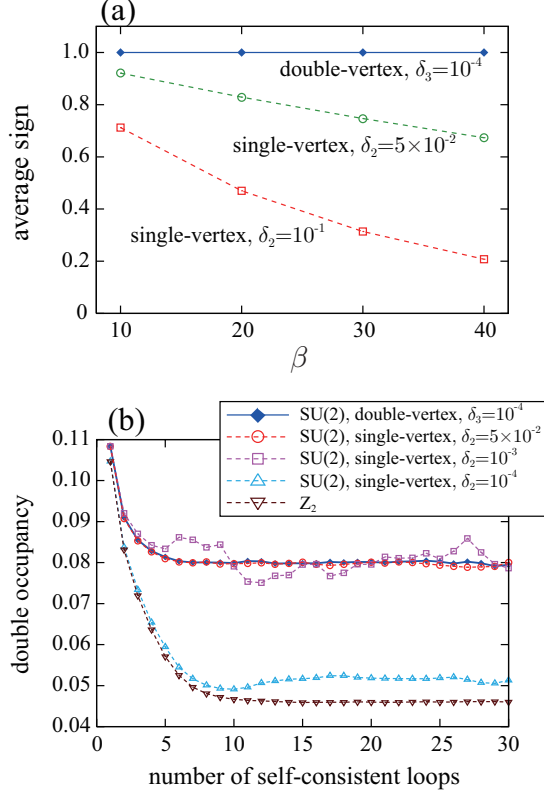 (a)
1.0
0.8
0.6
0.4
0.2
0
average sign
double-vertex, δ₃=10⁻⁴
single-vertex, δ₂=5×10⁻²
single-vertex, δ₂=10⁻¹
10 20 30 40
β
(b)
SU(2), double-vertex, δ₃=10⁻⁴
SU(2), single-vertex, δ₂=5×10⁻²
SU(2), single-vertex, δ₂=10⁻³
SU(2), single-vertex, δ₂=10⁻⁴
Z₂
0.11
0.10
0.09
0.08
0.07
0.06
0.05
0.04
double occupancy
0 5 10 15 20 25 30
number of self-consistent loops